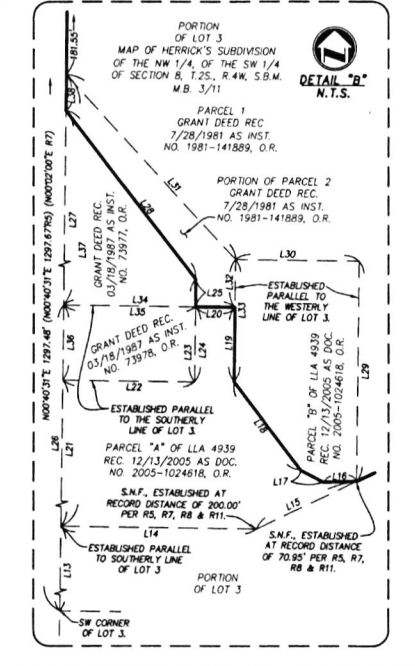 PORTION
OF LOT 3
MAP OF HERRICK'S SUBDIVISION
OF THE NW 1/4, OF THE SW 1/4
OF SECTION 8, T.2S., R.4W., S.B.M.
M.B. 3/11
DETAIL "B"
N.T.S.
181.55'
L38
PARCEL 1
GRANT DEED REC
7/28/1981 AS INST.
NO. 1981-141889, O.R.
L31
PORTION OF PARCEL 2
GRANT DEED REC.
7/28/1981 AS INST.
NO. 1981-141889, O.R.
L28
L27
L37
GRANT DEED REC.
03/18/1987 AS INST.
NO. 73977, O.R.
N00°40'31"E 1297.48' (N00°40'31"E 1297.67'R5) (N00°02'00"E R7)
L30
L32
L25
L34
L35
L20
L33
ESTABLISHED
PARALLEL TO
THE WESTERLY
LINE OF LOT 3.
GRANT DEED REC.
03/18/1987 AS INST.
NO. 73978, O.R.
L36
L23
L24
L19
L22
L29
ESTABLISHED PARALLEL
TO THE SOUTHERLY
LINE OF LOT 3.
L18
PARCEL "B" OF LLA 4939
REC. 12/13/2005 AS DOC.
NO. 2005-1024618, O.R.
L26
L21
PARCEL "A" OF LLA 4939
REC. 12/13/2005 AS DOC.
NO. 2005-1024618, O.R.
L17
L16
L15
S.N.F., ESTABLISHED AT
RECORD DISTANCE OF 200.00'
PER R5, R7, R8 & R11.
L14
S.N.F., ESTABLISHED
AT RECORD DISTANCE
OF 70.95' PER R5, R7,
R8 & R11.
ESTABLISHED PARALLEL
TO SOUTHERLY LINE
OF LOT 3
L13
PORTION
OF LOT 3
SW CORNER
OF LOT 3.